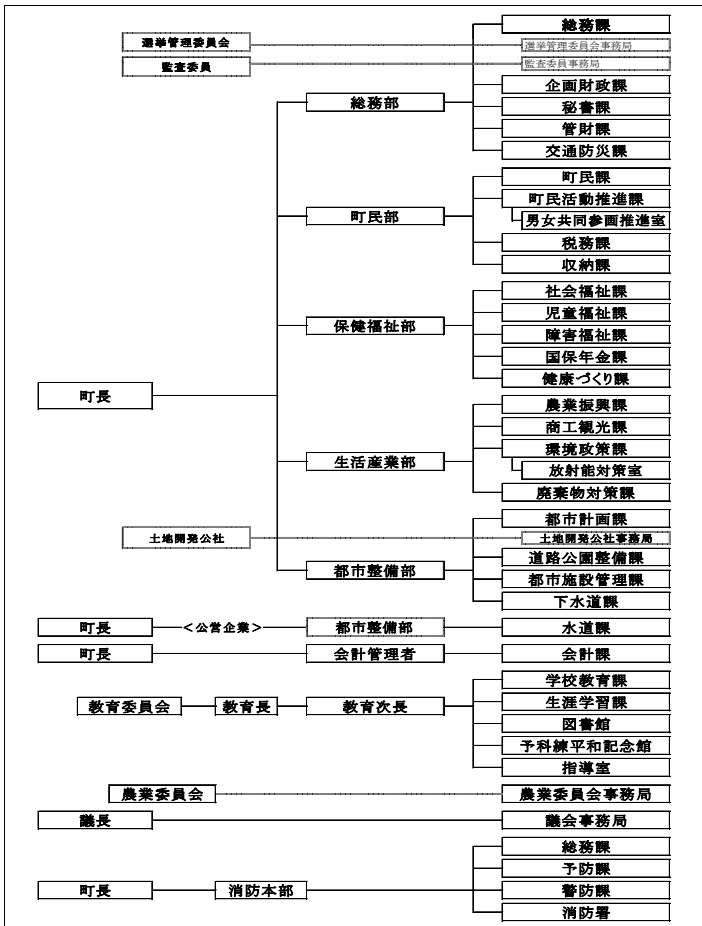 総務課
選挙管理委員会 選挙管理委員会事務局
監査委員 監査委員事務局
企画財政課
総務部
秘書課
管財課
交通防災課
町民課
町民活動推進課
町民部
男女共同参画推進室
税務課
収納課
社会福祉課
児童福祉課
保健福祉部
障害福祉課
国保年金課
健康づくり課
町長
農業振興課
商工観光課
環境政策課
生活産業部
放射能対策室
廃棄物対策課
都市計画課
土地開発公社 土地開発公社事務局
道路公園整備課
都市整備部
都市施設管理課
下水道課
町長 <公営企業> 都市整備部 水道課
町長 会計管理者 会計課
学校教育課
生涯学習課
教育委員会 教育長 教育次長
図書館
予科練平和記念館
指導室
農業委員会 農業委員会事務局
議長 議会事務局
総務課
予防課
町長 消防本部
警防課
消防署